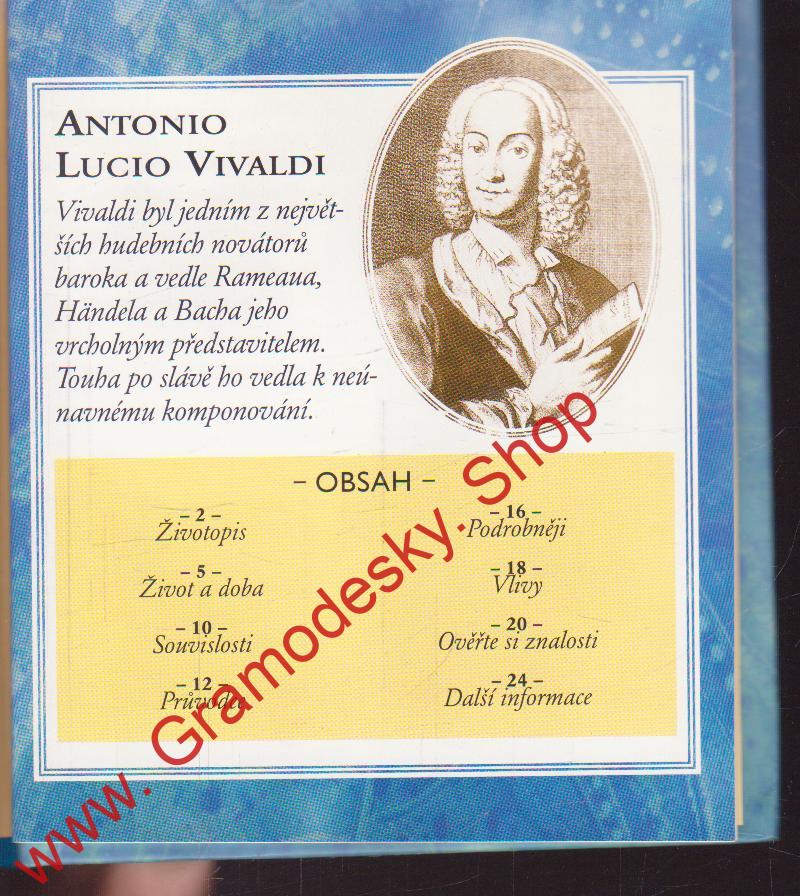 ANTONIO
LUCIO VIVALDI
Vivaldi byl jedním z největ-
ších hudebních novátorů
baroka a vedle Rameaua,
Händela a Bacha jeho
vrcholným představitelem.
Touha po slávě ho vedla k neú-
navnému komponování.
– OBSAH –
– 2 –
Životopis
– 5 –
Život a doba
– 10 –
Souvislosti
– 12 –
Průvodce
– 16 –
Podrobněji
– 18 –
Vlivy
– 20 –
Ověřte si znalosti
– 24 –
Další informace
www.Gramodesky.Shop